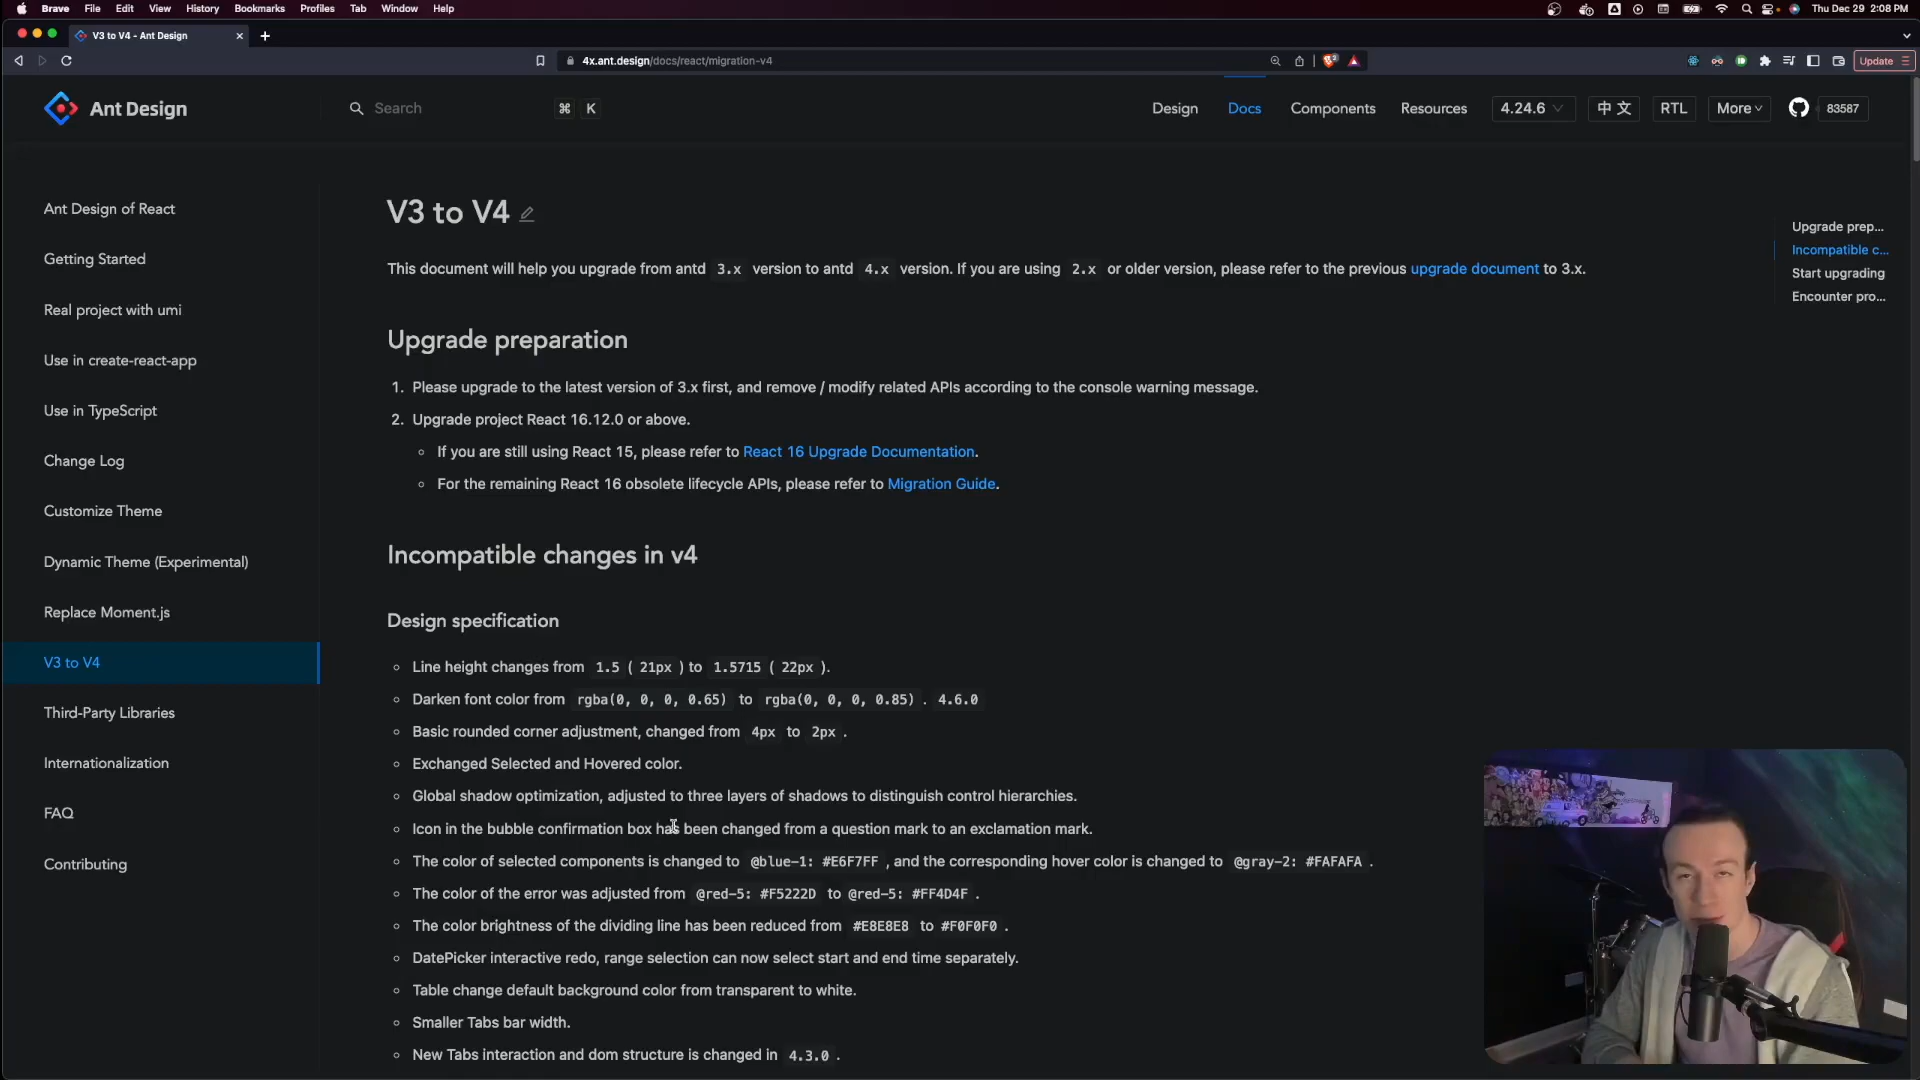 Brave File Edit View History Bookmarks Profiles Tab Window Help
Thu Dec 29 2:08 PM
V3 to V4 - Ant Design
4x.ant.design/docs/react/migration-v4
Update
Ant Design
Search
⌘ K
Design Docs Components Resources 4.24.6 中 文 RTL More 83587
Ant Design of React
Getting Started
Real project with umi
Use in create-react-app
Use in TypeScript
Change Log
Customize Theme
Dynamic Theme (Experimental)
Replace Moment.js
V3 to V4
Third-Party Libraries
Internationalization
FAQ
Contributing
V3 to V4
This document will help you upgrade from antd 3.x version to antd 4.x version. If you are using 2.x or older version, please refer to the previous upgrade document to 3.x.
Upgrade preparation
1. Please upgrade to the latest version of 3.x first, and remove / modify related APIs according to the console warning message.
2. Upgrade project React 16.12.0 or above.
If you are still using React 15, please refer to React 16 Upgrade Documentation.
For the remaining React 16 obsolete lifecycle APIs, please refer to Migration Guide.
Incompatible changes in v4
Design specification
Line height changes from 1.5 ( 21px ) to 1.5715 ( 22px ).
Darken font color from rgba(0, 0, 0, 0.65) to rgba(0, 0, 0, 0.85) . 4.6.0
Basic rounded corner adjustment, changed from 4px to 2px .
Exchanged Selected and Hovered color.
Global shadow optimization, adjusted to three layers of shadows to distinguish control hierarchies.
Icon in the bubble confirmation box has been changed from a question mark to an exclamation mark.
The color of selected components is changed to @blue-1: #E6F7FF , and the corresponding hover color is changed to @gray-2: #FAFAFA .
The color of the error was adjusted from @red-5: #F5222D to @red-5: #FF4D4F .
The color brightness of the dividing line has been reduced from #E8E8E8 to #F0F0F0 .
DatePicker interactive redo, range selection can now select start and end time separately.
Table change default background color from transparent to white.
Smaller Tabs bar width.
New Tabs interaction and dom structure is changed in 4.3.0 .
Upgrade prep...
Incompatible c...
Start upgrading
Encounter pro...